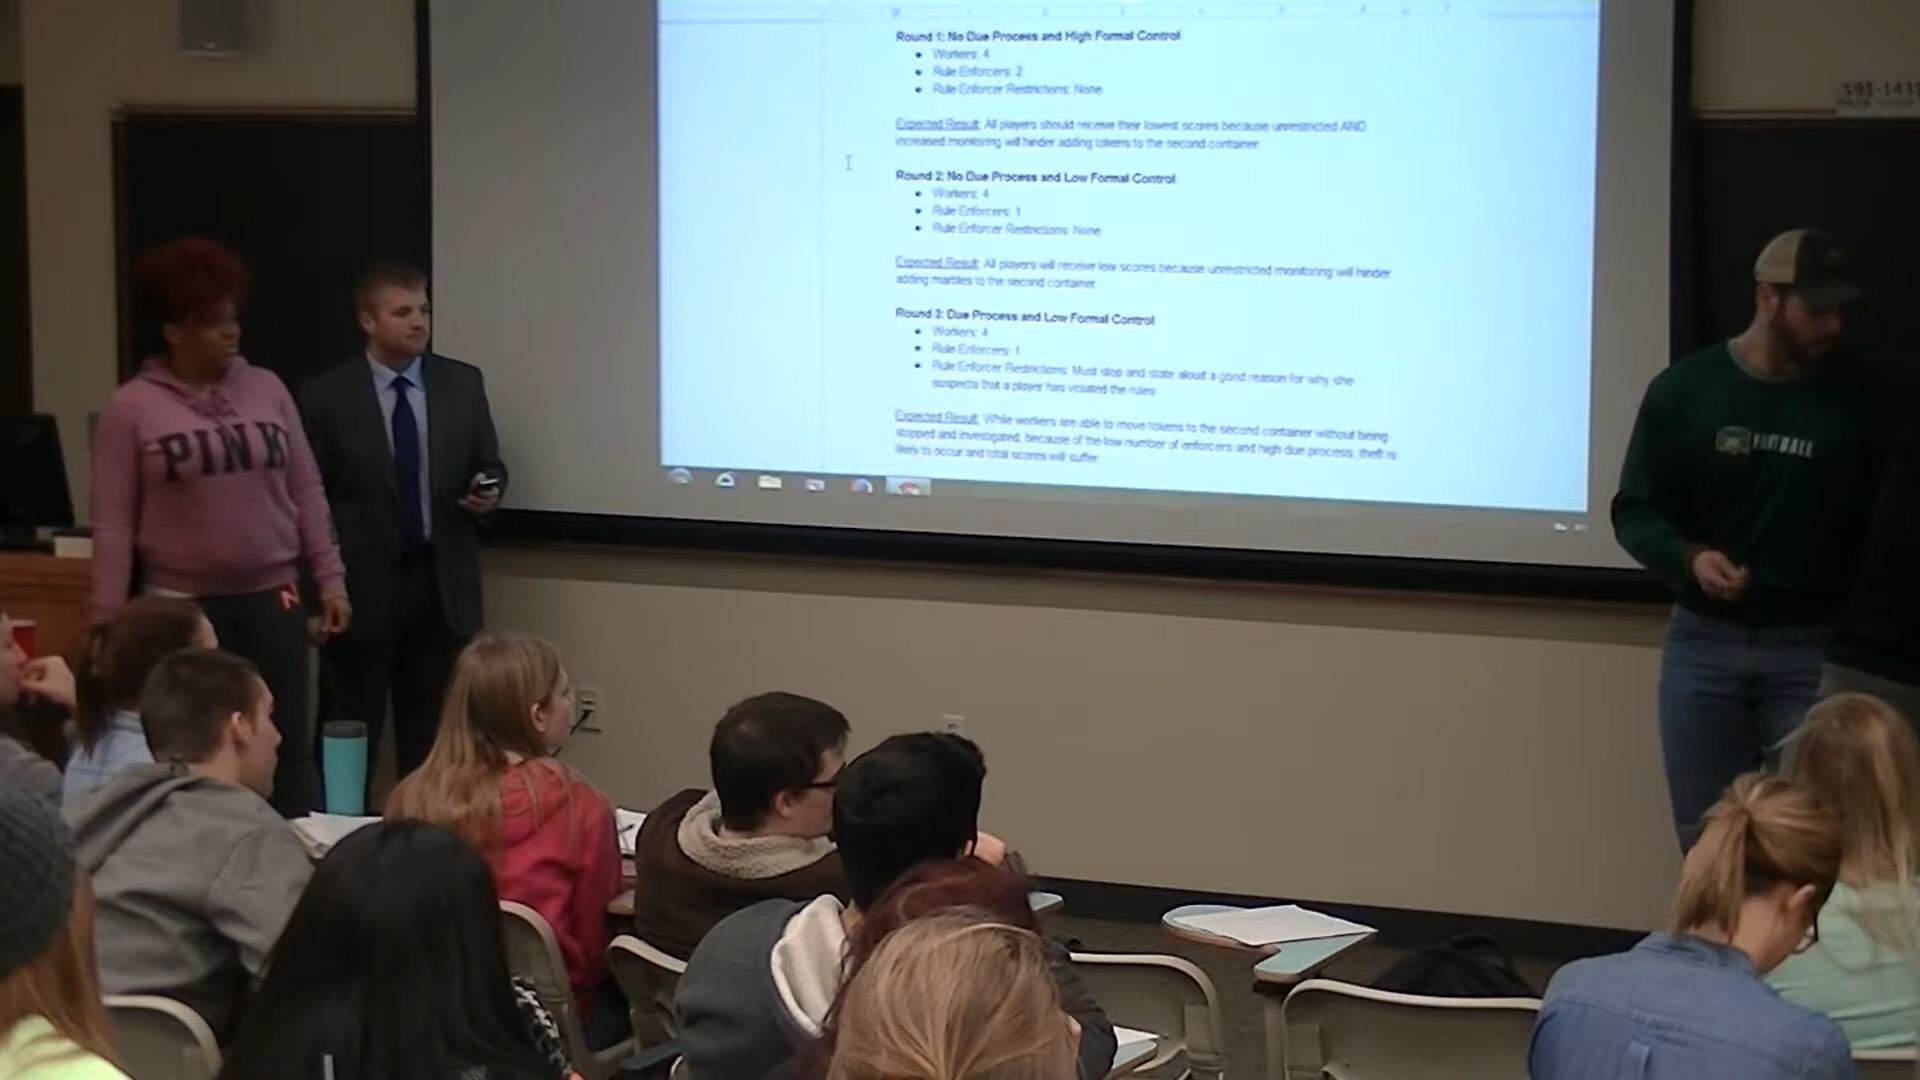 Round 1: No Due Process and High Formal Control
Workers: 4
Rule Enforcers: 2
Rule Enforcer Restrictions: None
Expected Result: All players should receive their lowest scores because unrestricted AND
increased monitoring will hinder adding tokens to the second container.
Round 2: No Due Process and Low Formal Control
Workers: 4
Rule Enforcers: 1
Rule Enforcer Restrictions: None
Expected Result: All players will receive low scores because unrestricted monitoring will hinder
adding marbles to the second container.
Round 3: Due Process and Low Formal Control
Workers: 4
Rule Enforcers: 1
Rule Enforcer Restrictions: Must stop and state aloud a good reason for why she
suspects that a player has violated the rules
Expected Result: While workers are able to move tokens to the second container without being
stopped and investigated, because of the low number of enforcers and high due process, theft is
likely to occur and total scores will suffer.
PINK
FOOTBALL
593-143